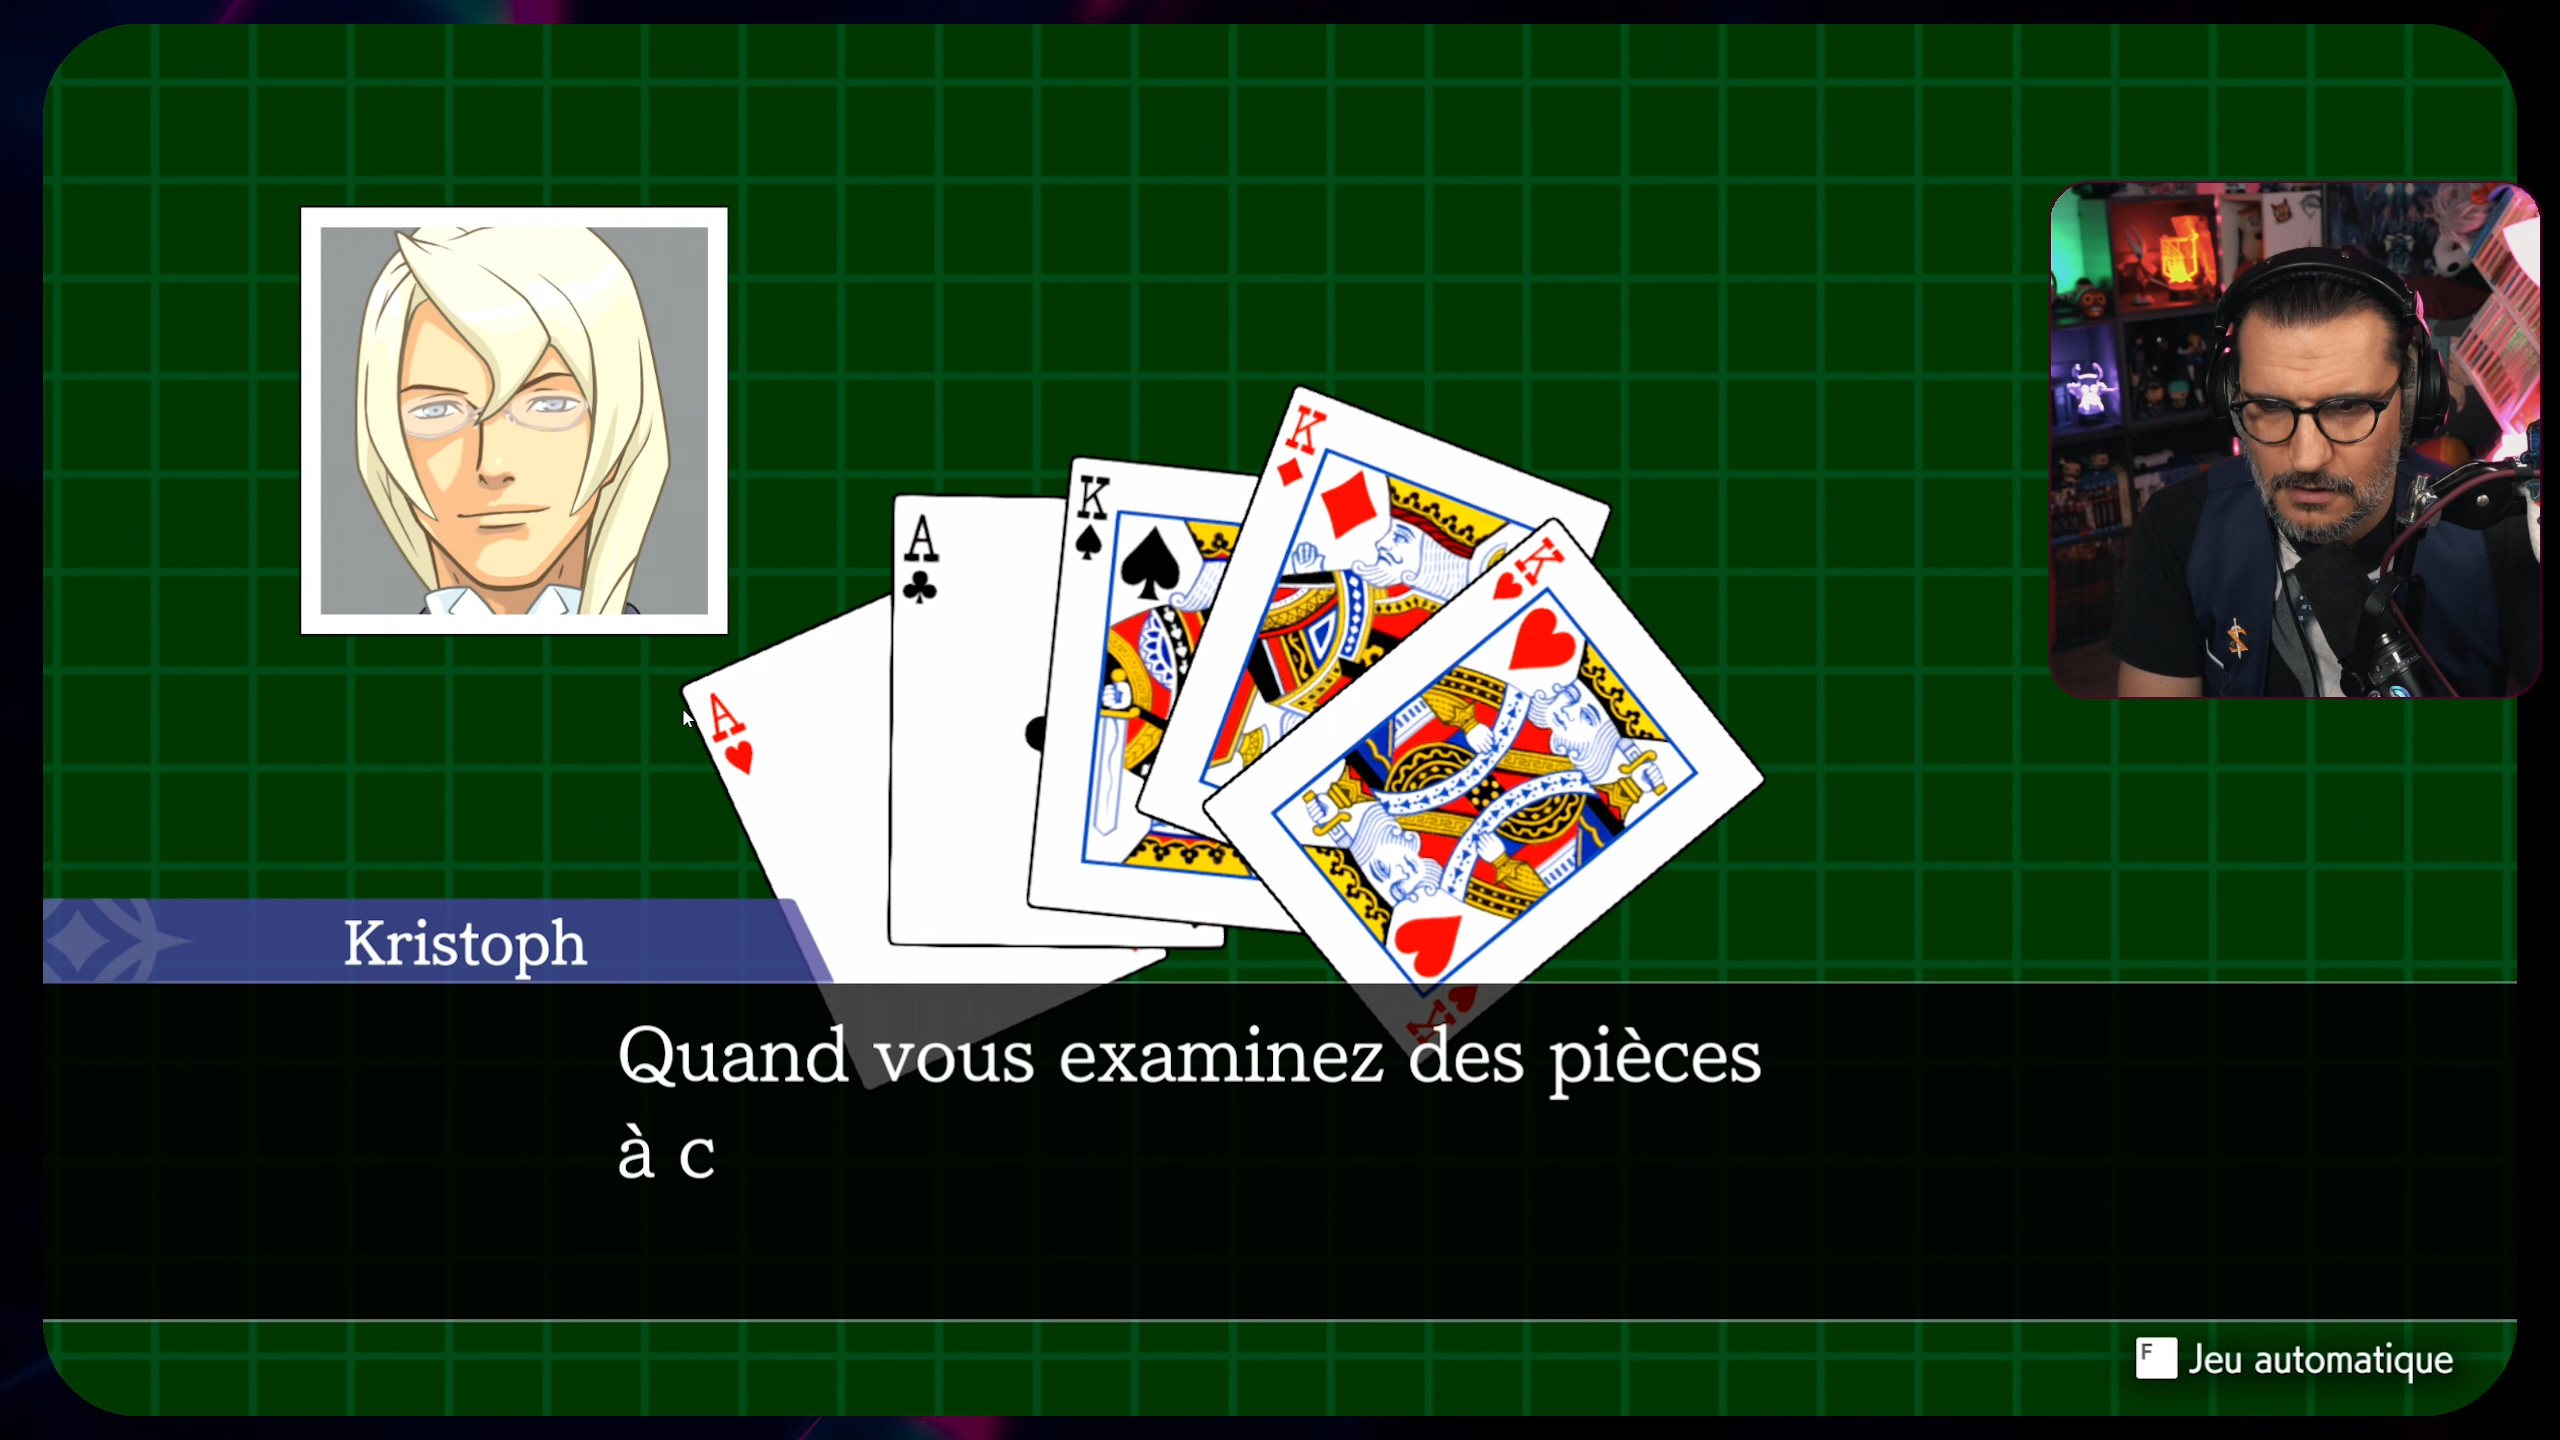 K
K
A
K
K
A
Kristoph
Quand vous examinez des pièces
à c
F Jeu automatique